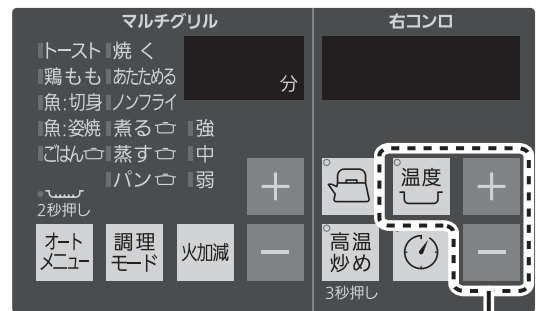 マルチグリル
トースト 焼く
鶏もも あたためる
分
魚:切身 ノンフライ
魚:姿焼 煮る 強
ごはん 蒸す 中
パン 弱
2秒押し
+
オート
メニュー
調理
モード
火加減
−
右コンロ
温度
+
高温
炒め
−
3秒押し